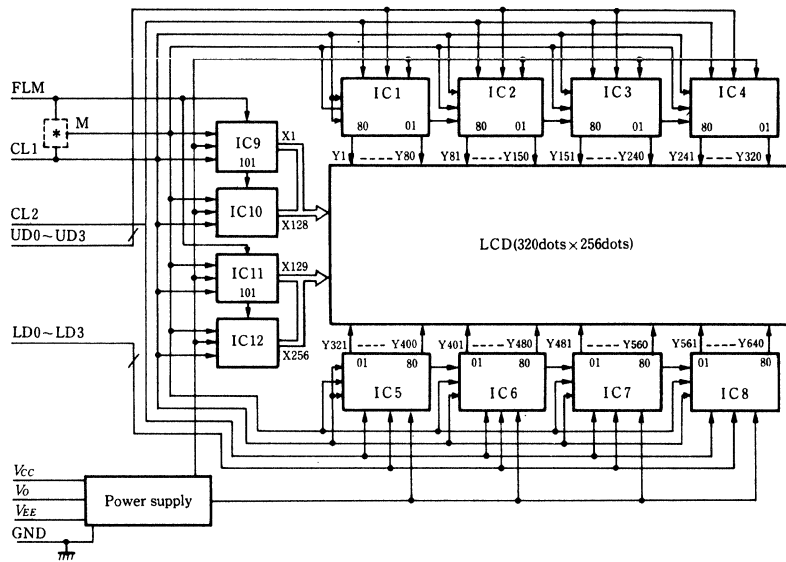 FLM
*
M
CL1
CL2
UD0~UD3
LD0~LD3
IC1
80 01
IC2
80 01
IC3
80 01
IC4
80 01
Y1 ---- Y80
Y81 ---- Y150
Y151 ---- Y240
Y241 ---- Y320
IC9
101
X1
IC10
X128
IC11
101
X129
IC12
X256
LCD(320dots×256dots)
Y321 ---- Y400
Y401 ---- Y480
Y481 ---- Y560
Y561 ---- Y640
01 80
IC5
01 80
IC6
01 80
IC7
01 80
IC8
VCC
VO
VEE
GND
Power supply